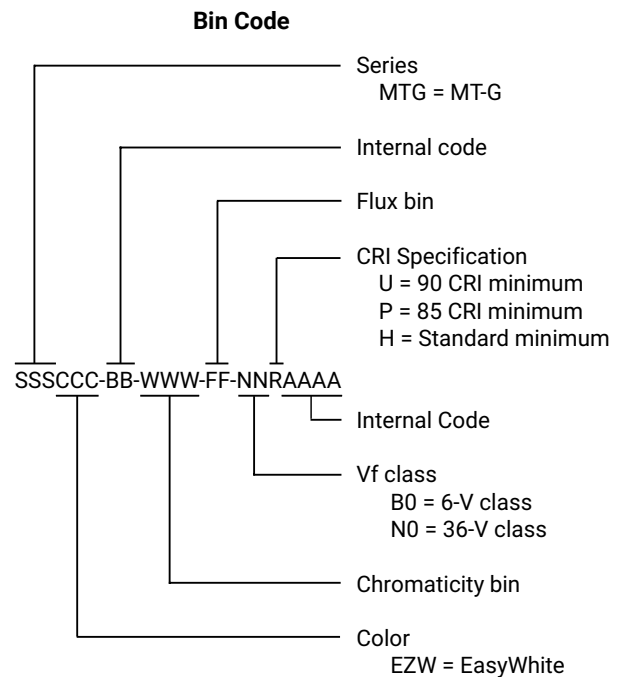 Bin Code
Series
MTG = MT-G
Internal code
Flux bin
CRI Specification
U = 90 CRI minimum
P = 85 CRI minimum
H = Standard minimum
SSSCCC-BB-WWW-FF-NNRAAAA
Internal Code
Vf class
B0 = 6-V class
N0 = 36-V class
Chromaticity bin
Color
EZW = EasyWhite